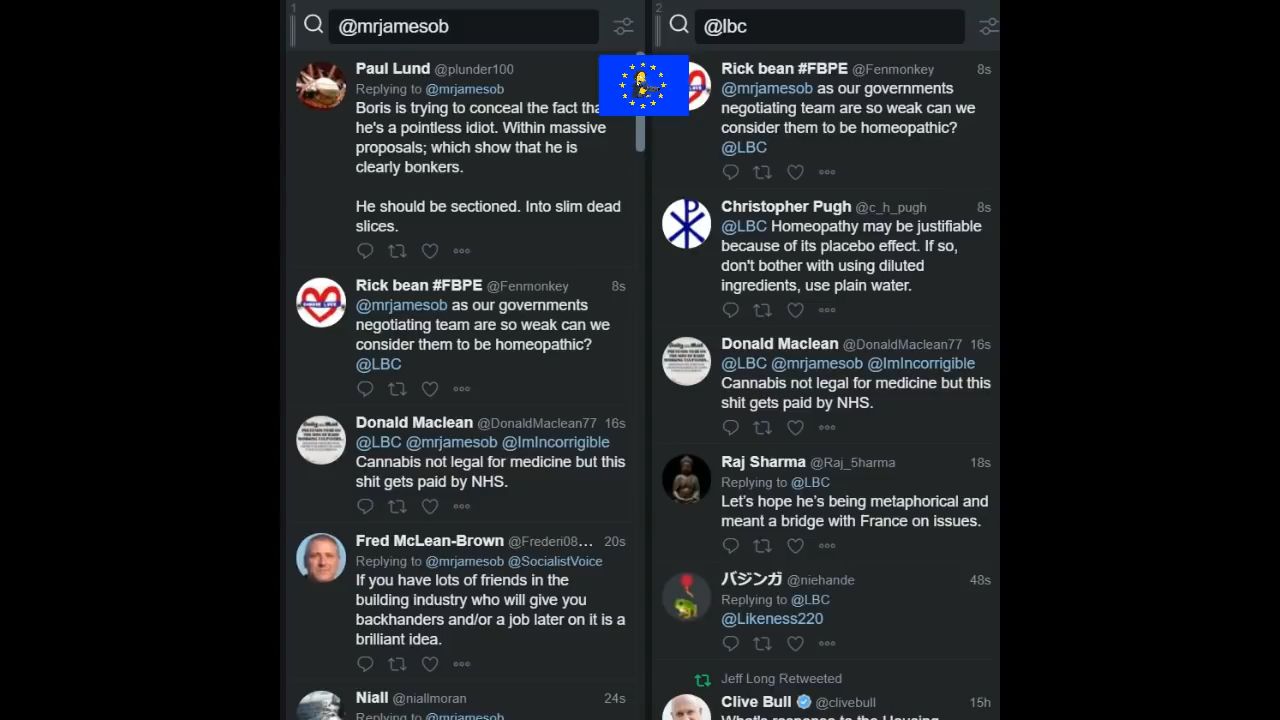 1
@mrjamesob
Paul Lund @plunder100
Replying to @mrjamesob
Boris is trying to conceal the fact
he's a pointless idiot. Within massive
proposals; which show that he is
clearly bonkers.
He should be sectioned. Into slim dead
slices.
Rick bean #FBPE @Fenmonkey 8s
@mrjamesob as our governments
negotiating team are so weak can we
consider them to be homeopathic?
@LBC
Donald Maclean @DonaldMaclean77 16s
@LBC @mrjamesob @ImIncorrigible
Cannabis not legal for medicine but this
shit gets paid by NHS.
Fred McLean-Brown @Frederi08... 20s
Replying to @mrjamesob @SocialistVoice
If you have lots of friends in the
building industry who will give you
backhanders and/or a job later on it is a
brilliant idea.
Niall @niallmoran 24s
Replying to @mrjamesob
2
@lbc
Rick bean #FBPE @Fenmonkey 8s
@mrjamesob as our governments
negotiating team are so weak can we
consider them to be homeopathic?
@LBC
Christopher Pugh @c_h_pugh 8s
@LBC Homeopathy may be justifiable
because of its placebo effect. If so,
don't bother with using diluted
ingredients, use plain water.
Donald Maclean @DonaldMaclean77 16s
@LBC @mrjamesob @ImIncorrigible
Cannabis not legal for medicine but this
shit gets paid by NHS.
Raj Sharma @Raj_5harma 18s
Replying to @LBC
Let's hope he's being metaphorical and
meant a bridge with France on issues.
バジンガ @niehande 48s
Replying to @LBC
@Likeness220
Jeff Long Retweeted
Clive Bull @clivebull 15h
What's response to the Housing